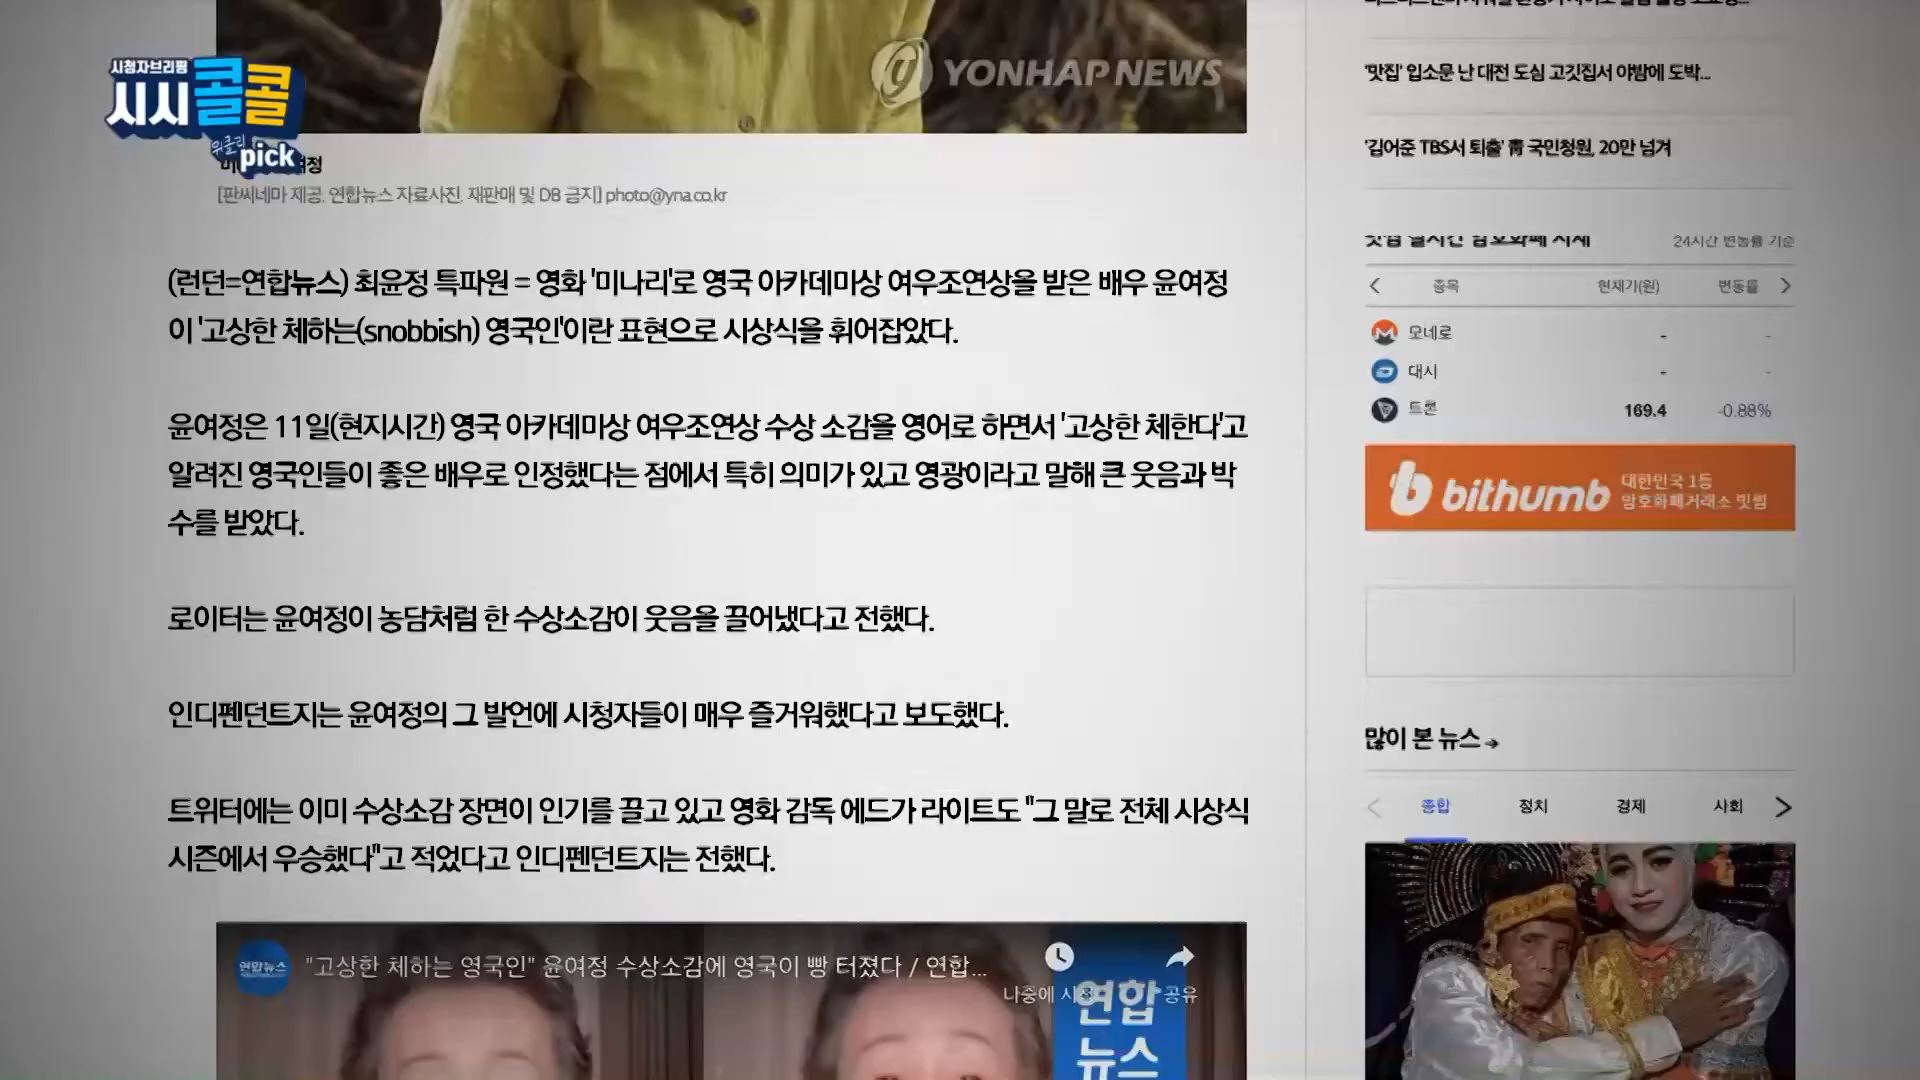 시청자브리핑
시시콜콜
위클리 pick
YONHAP NEWS
[판씨네마 제공. 연합뉴스 자료사진. 재판매 및 DB 금지] photo@yna.co.kr
(런던=연합뉴스) 최윤정 특파원 = 영화 '미나리'로 영국 아카데미상 여우조연상을 받은 배우 윤여정
이 '고상한 체하는(snobbish) 영국인'이란 표현으로 시상식을 휘어잡았다.
윤여정은 11일(현지시간) 영국 아카데미상 여우조연상 수상 소감을 영어로 하면서 '고상한 체한다'고
알려진 영국인들이 좋은 배우로 인정했다는 점에서 특히 의미가 있고 영광이라고 말해 큰 웃음과 박
수를 받았다.
로이터는 윤여정이 농담처럼 한 수상소감이 웃음을 끌어냈다고 전했다.
인디펜던트지는 윤여정의 그 발언에 시청자들이 매우 즐거워했다고 보도했다.
트위터에는 이미 수상소감 장면이 인기를 끌고 있고 영화 감독 에드가 라이트도 "그 말로 전체 시상식
시즌에서 우승했다"고 적었다고 인디펜던트지는 전했다.
연합뉴스
"고상한 체하는 영국인" 윤여정 수상소감에 영국이 빵 터졌다 / 연합...
나중에 시 공유
연합
뉴스
'맛집' 입소문 난 대전 도심 고깃집서 야밤에 도박...
'김어준 TBS서 퇴출' 靑 국민청원, 20만 넘겨
24시간 변동률 기준
종목 현재가(원) 변동률
모네로 - -
대시 - -
트론 169.4 -0.88%
bithumb 대한민국 1등
암호화폐거래소 빗썸
많이 본 뉴스
종합 정치 경제 사회